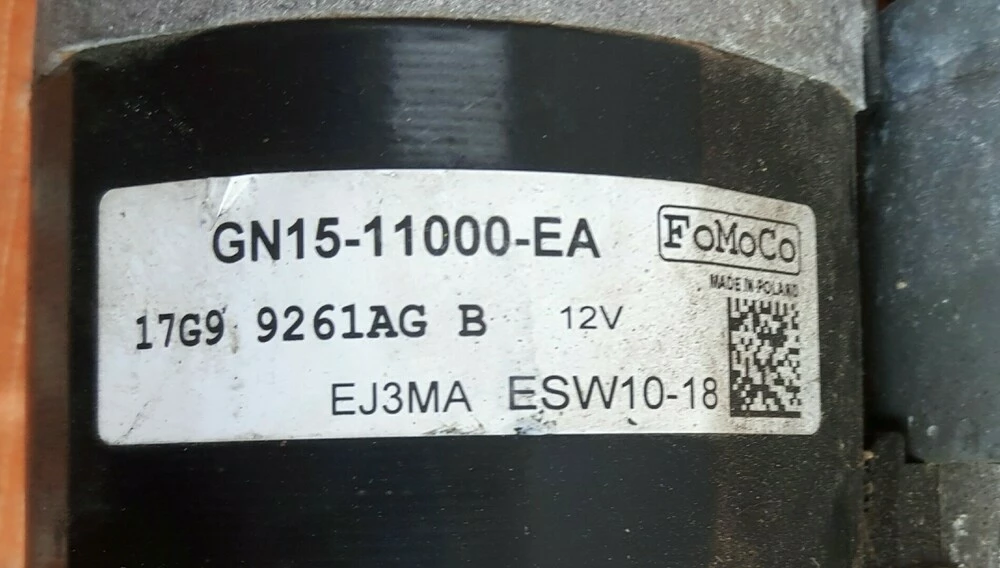 GN15-11000-EA
FoMoCo
MADE IN POLAND
17G9 9261AG B 12V
EJ3MA ESW10-18